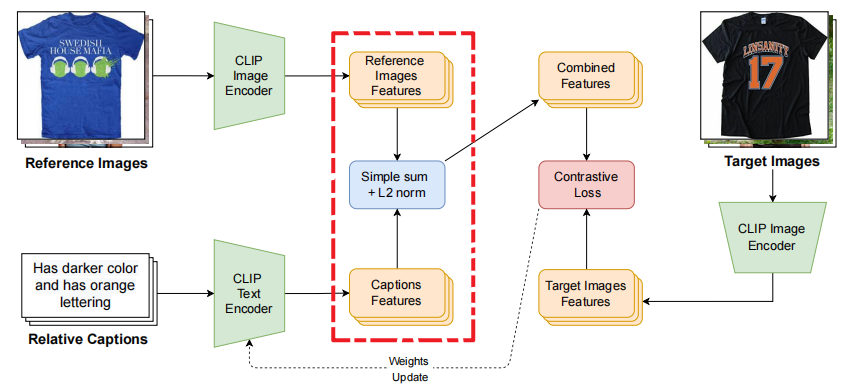 SWEDISH
HOUSE MAFIA
Reference Images
CLIP
Image
Encoder
Reference
Images
Features
Combined
Features
LINSANITY
17
Target Images
Simple sum
+ L2 norm
Contrastive
Loss
CLIP Image
Encoder
Has darker color
and has orange
lettering
Relative Captions
CLIP
Text
Encoder
Captions
Features
Target Images
Features
Weights
Update